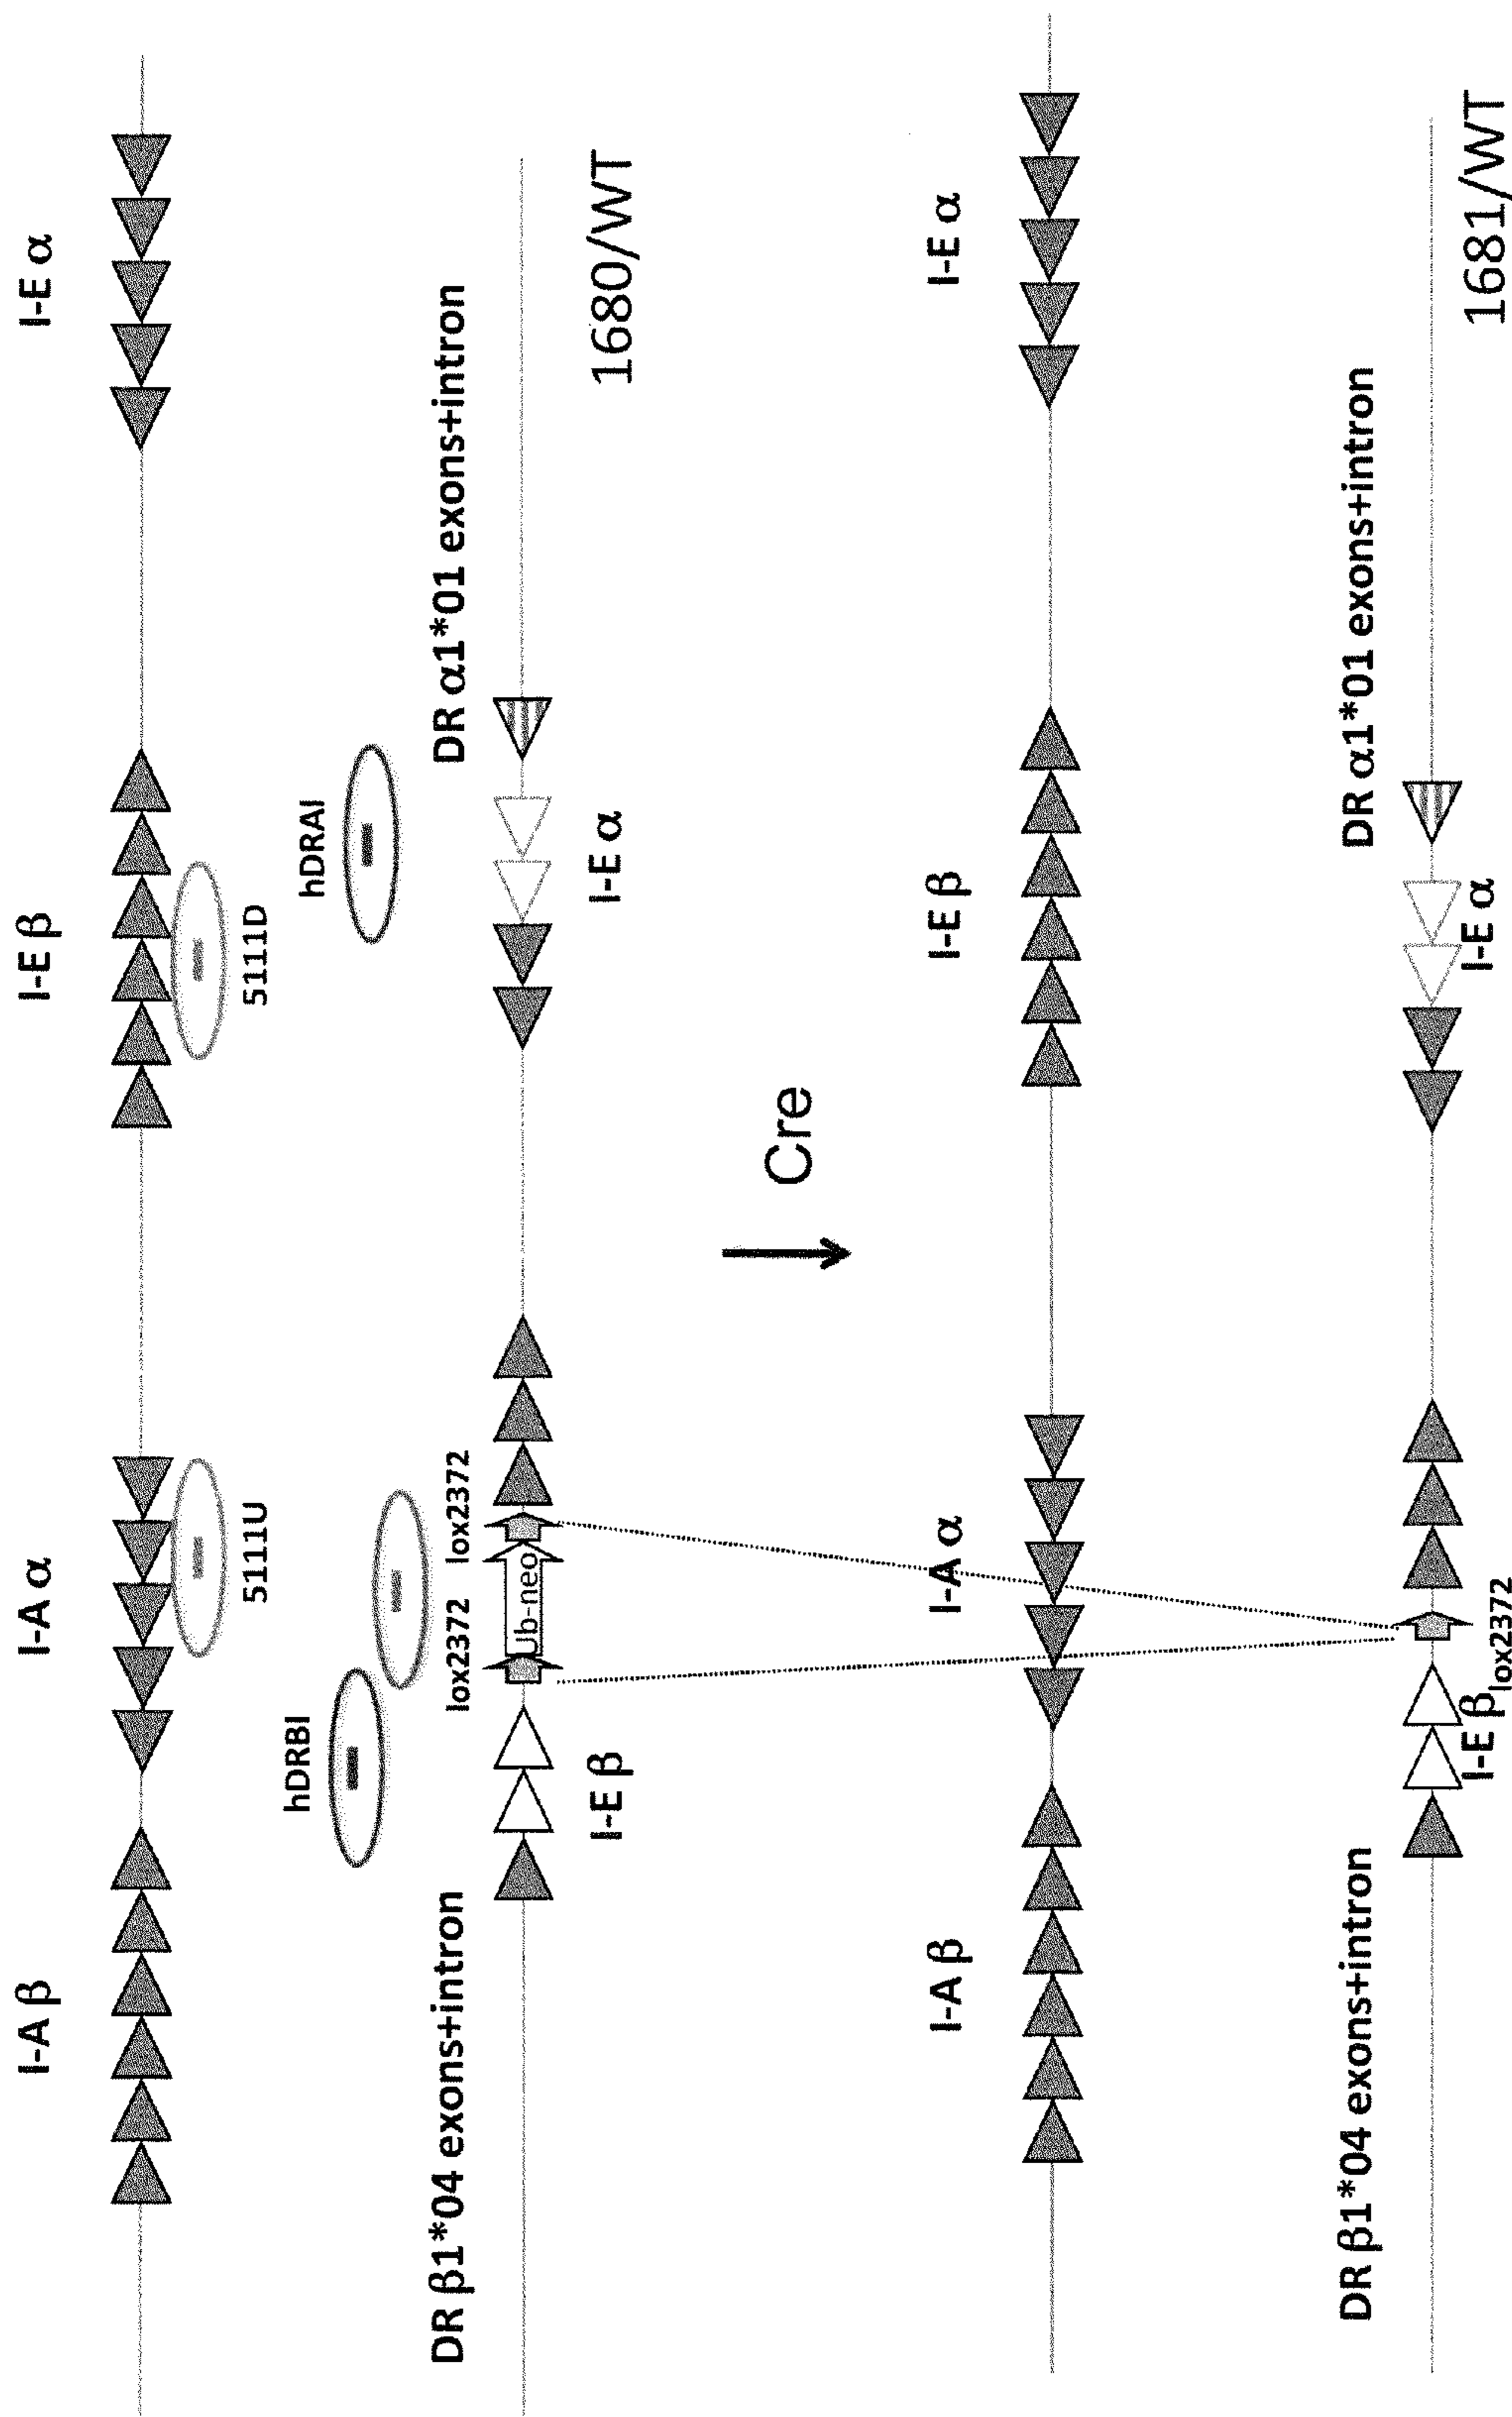 I-A β
I-A α
I-E β
I-E α
5111U
5111D
hDRBI
hDRAI
DR β1*04 exons+intron
lox2372
lox2372
DR α1*01 exons+intron
Ub-neo
I-E β
I-E α
1680/WT
Cre
I-A β
I-A α
I-E β
I-E α
DR β1*04 exons+intron
DR α1*01 exons+intron
I-E β
lox2372
I-E α
1681/WT